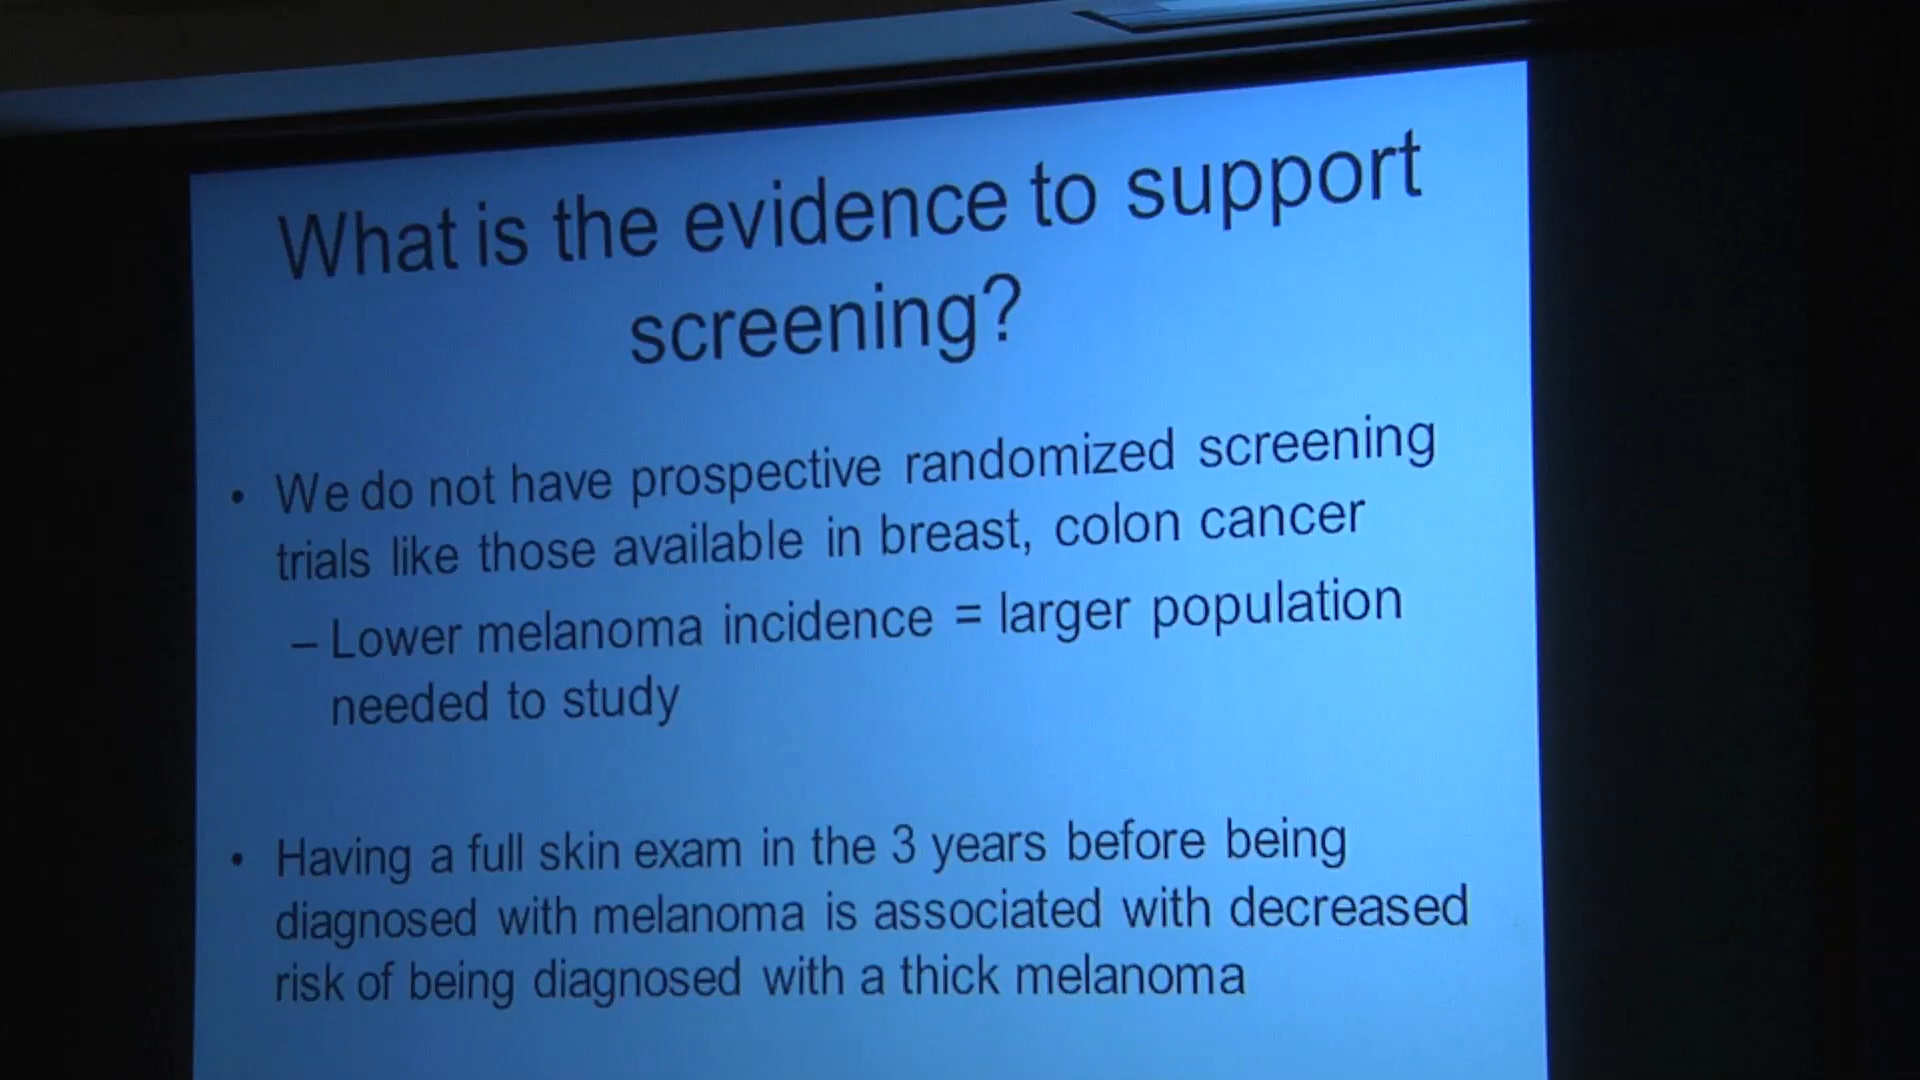 What is the evidence to support
screening?
• We do not have prospective randomized screening
trials like those available in breast, colon cancer
– Lower melanoma incidence = larger population
needed to study
• Having a full skin exam in the 3 years before being
diagnosed with melanoma is associated with decreased
risk of being diagnosed with a thick melanoma